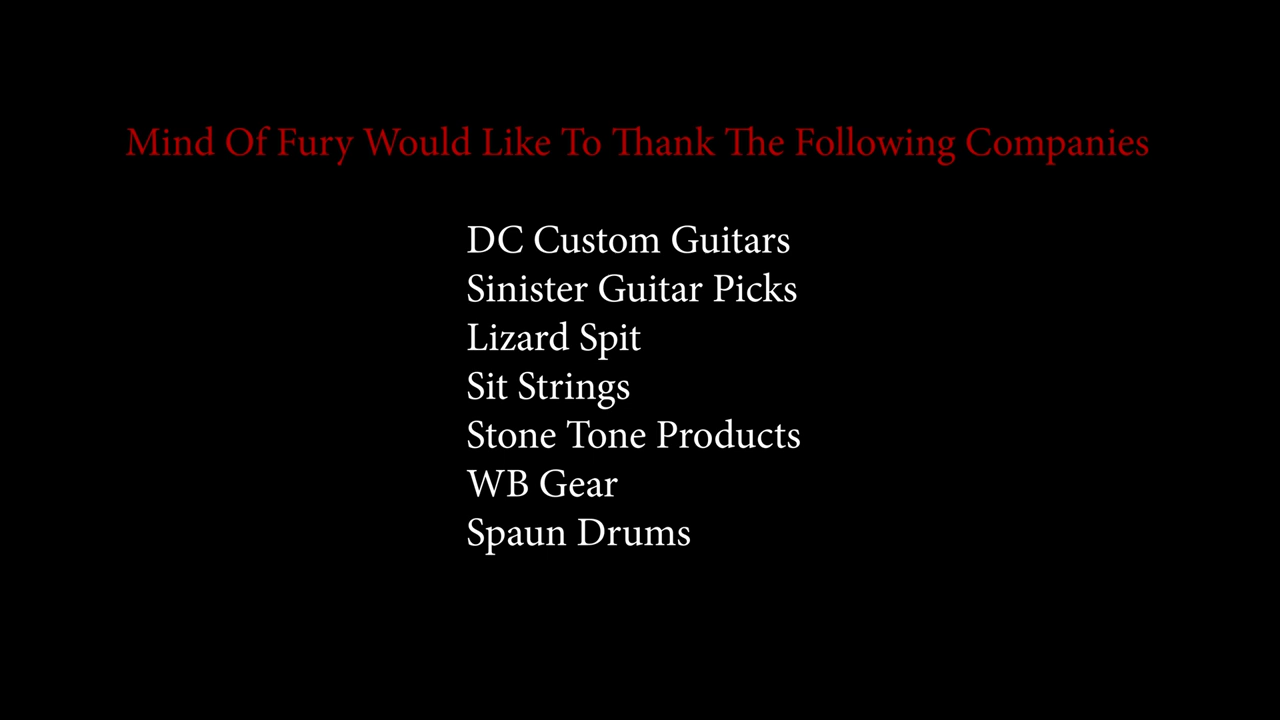 Mind Of Fury Would Like To Thank The Following Companies
DC Custom Guitars
Sinister Guitar Picks
Lizard Spit
Sit Strings
Stone Tone Products
WB Gear
Spaun Drums